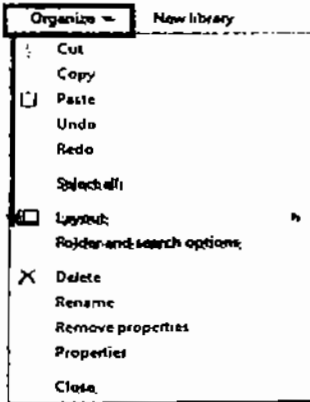 Organize New library
Cut
Copy
Paste
Undo
Redo
Select all
Layout
Folder and search options
Delete
Rename
Remove properties
Properties
Close